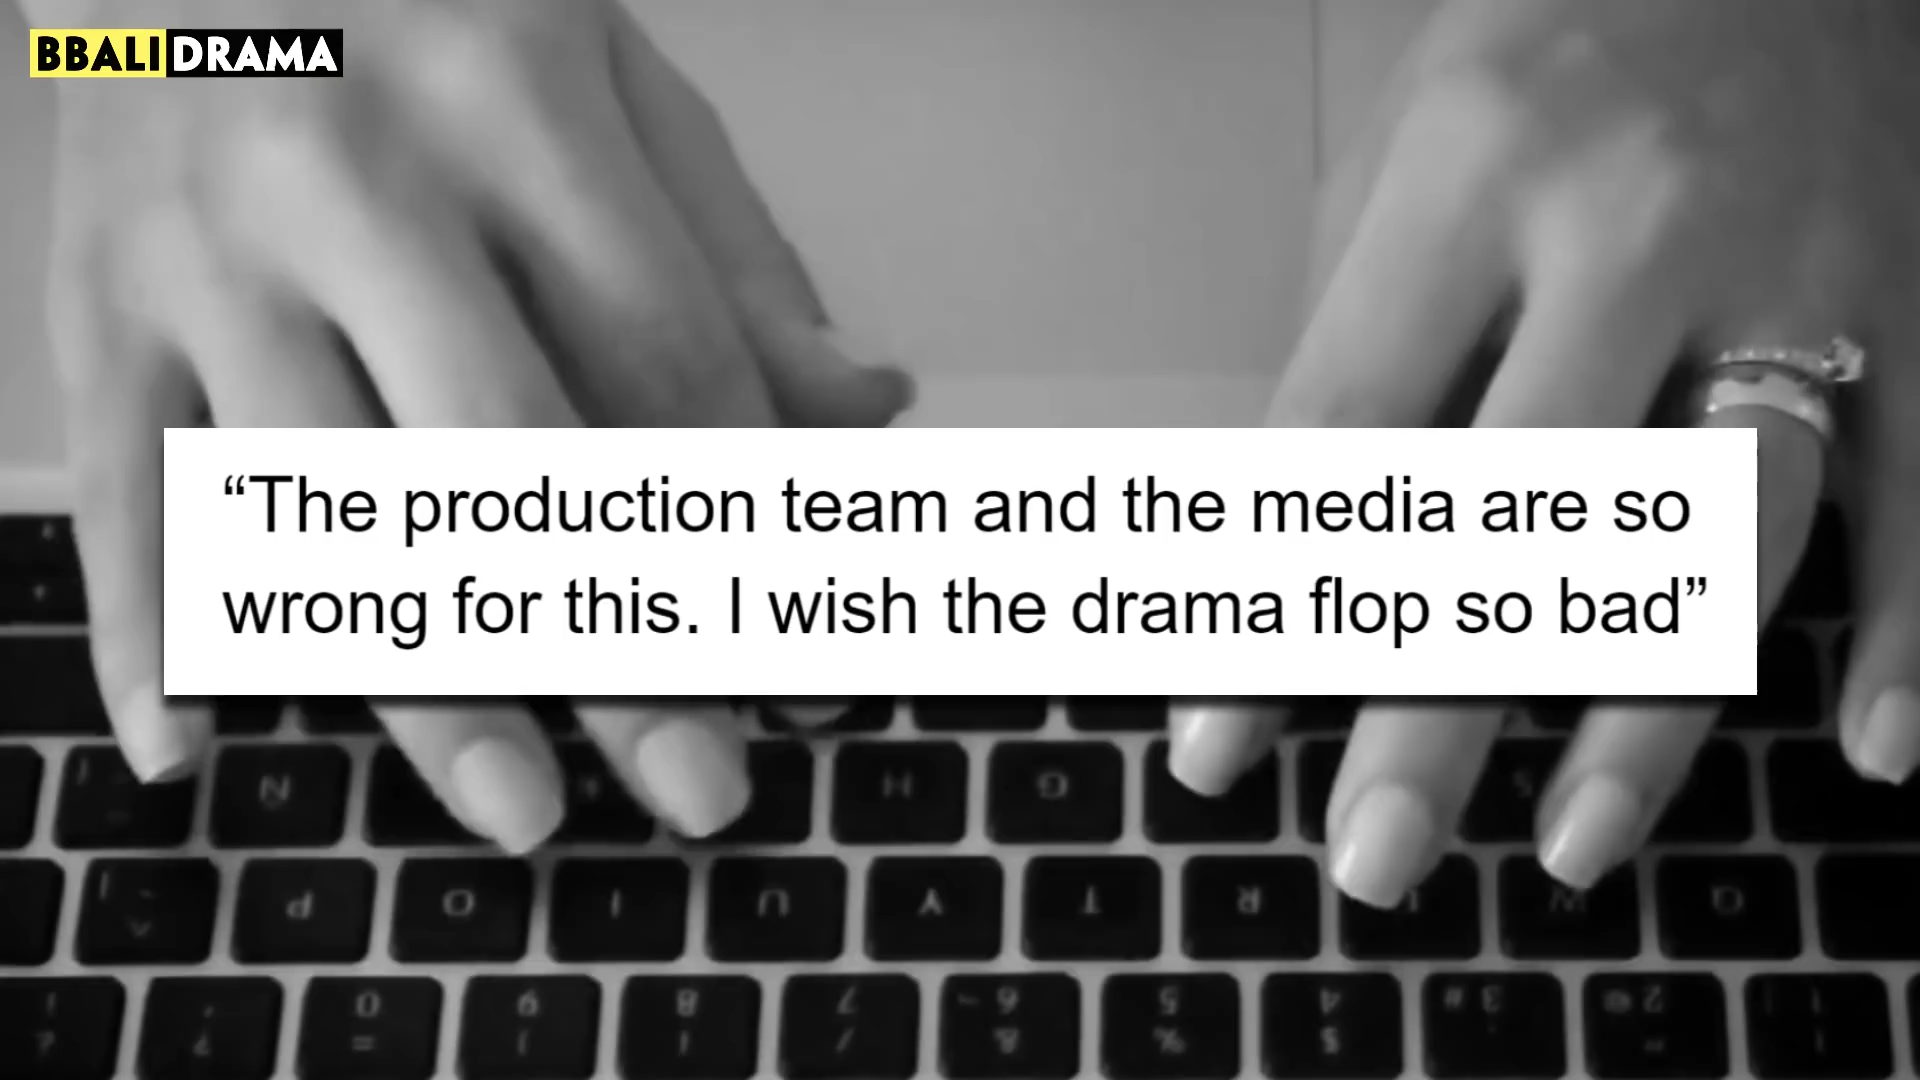 BBALI DRAMA
“The production team and the media are so
wrong for this. I wish the drama flop so bad”
N
H
G
P
O
I
U
Y
T
R
W
Q